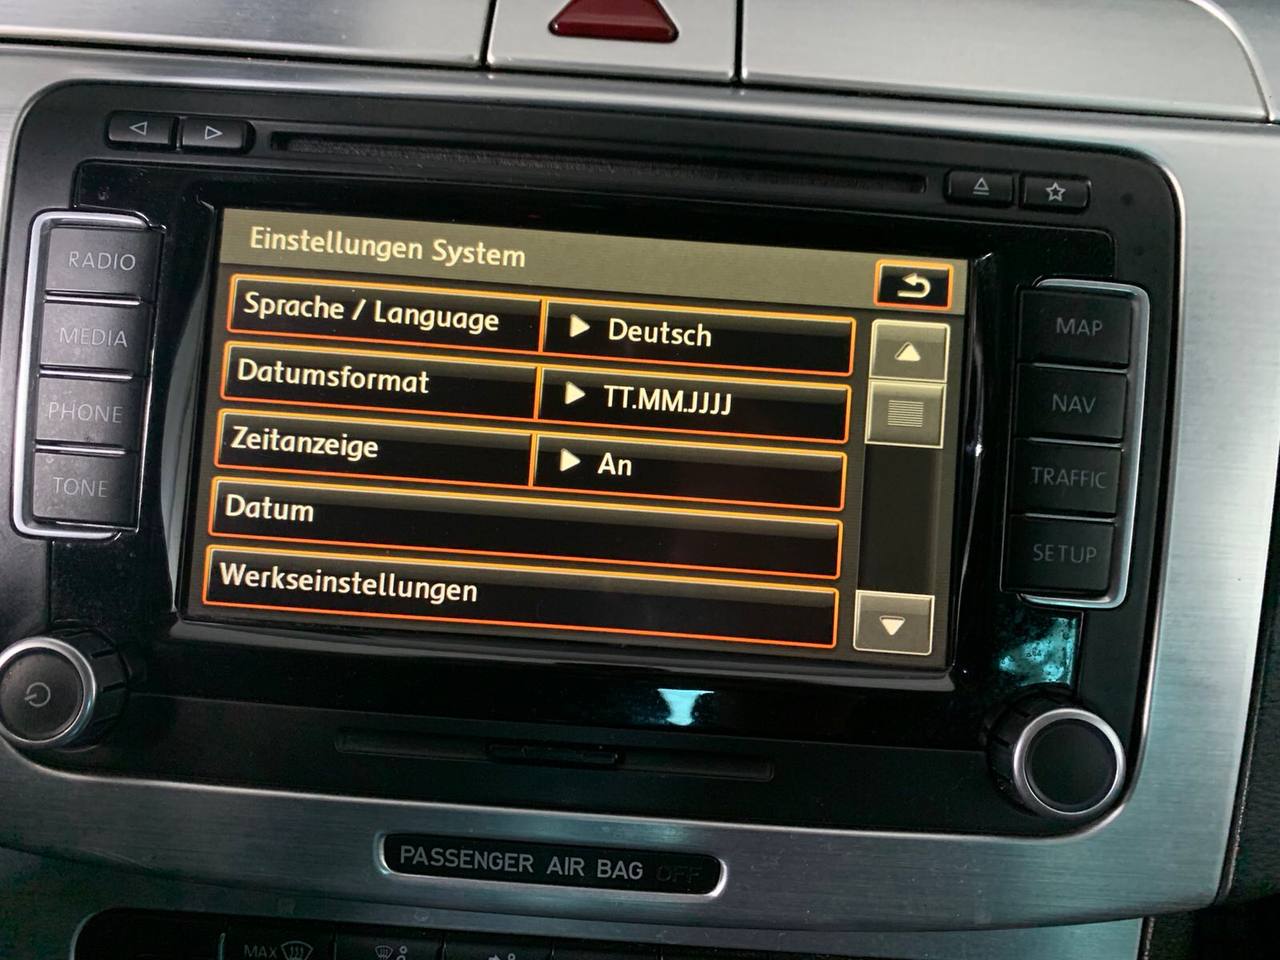 Einstellungen System
Sprache / Language
Deutsch
Datumsformat
TT.MM.JJJJ
Zeitanzeige
An
Datum
Werkseinstellungen
RADIO
MEDIA
PHONE
TONE
MAP
NAV
TRAFFIC
SETUP
PASSENGER AIR BAG OFF
MAX